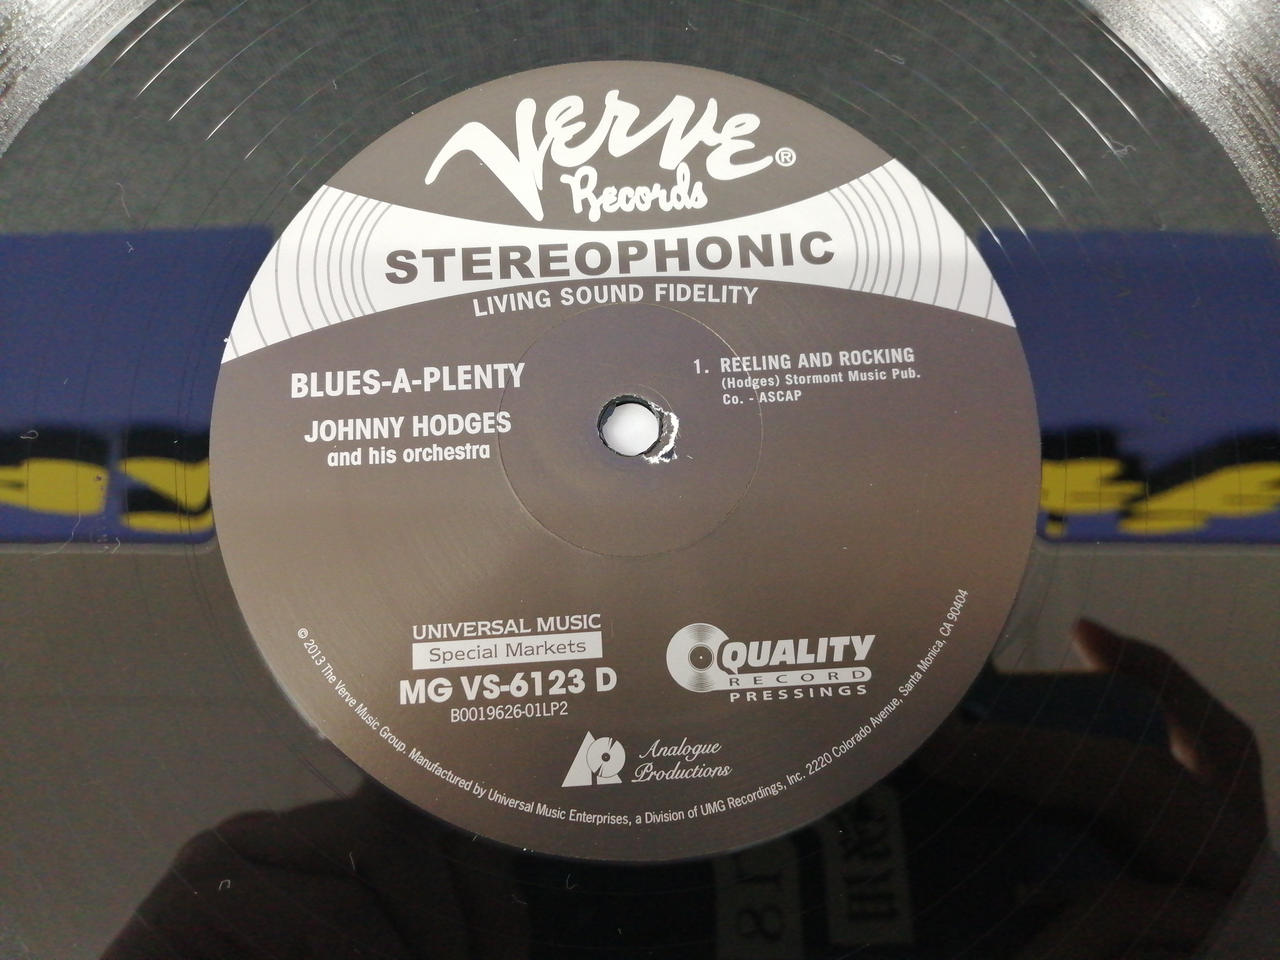 Verve®
Records
STEREOPHONIC
LIVING SOUND FIDELITY
BLUES-A-PLENTY
JOHNNY HODGES
and his orchestra
1. REELING AND ROCKING
(Hodges) Stormont Music Pub.
Co. - ASCAP
UNIVERSAL MUSIC
Special Markets
MG VS-6123 D
B0019626-01LP2
QUALITY
RECORD
PRESSINGS
Analogue
Productions
© 2013 The Verve Music Group. Manufactured by Universal Music Enterprises, a Division of UMG Recordings, Inc. 2220 Colorado Avenue, Santa Monica, CA 90404